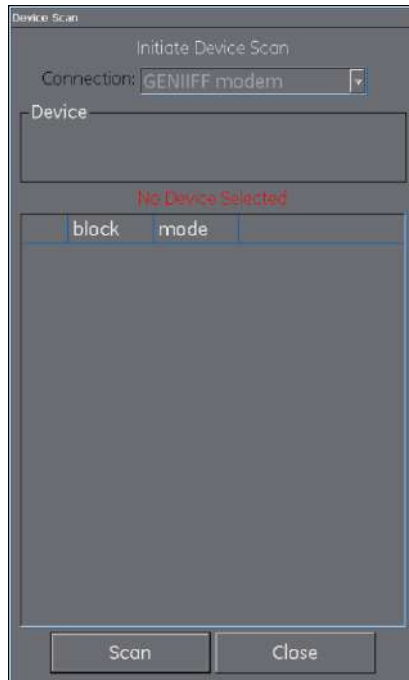 Device Scan
Initiate Device Scan
Connection: GENIIFF modem
Device
No Device Selected
block mode
Scan Close